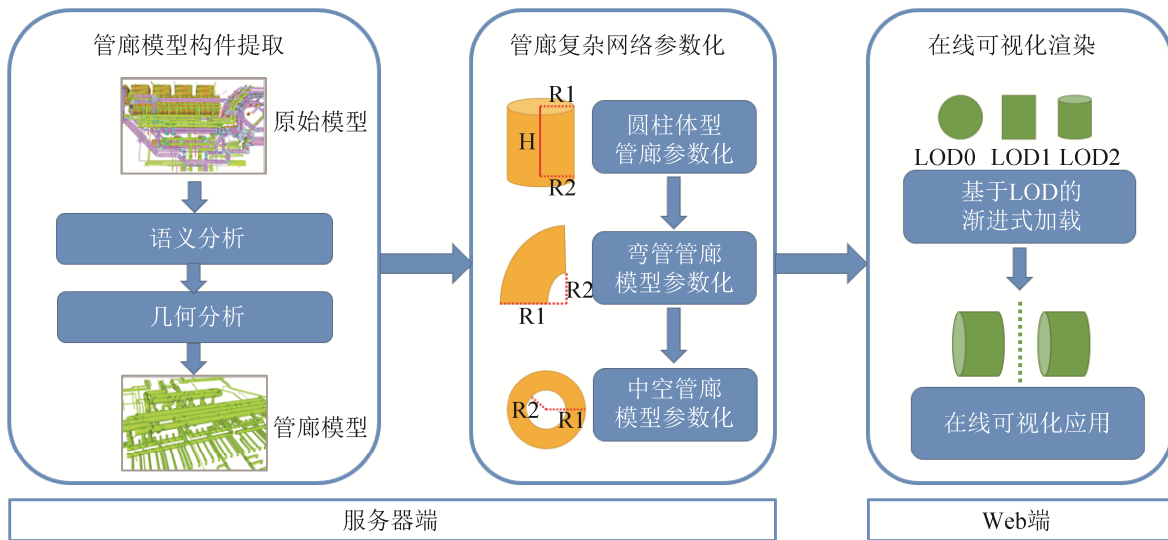 管廊模型构件提取
原始模型
语义分析
几何分析
管廊模型
管廊复杂网络参数化
R1
H
R2
圆柱体型
管廊参数化
R2
R1
弯管管廊
模型参数化
R2
R1
中空管廊
模型参数化
在线可视化渲染
LOD0
LOD1
LOD2
基于LOD的
渐进式加载
在线可视化应用
服务器端
Web端